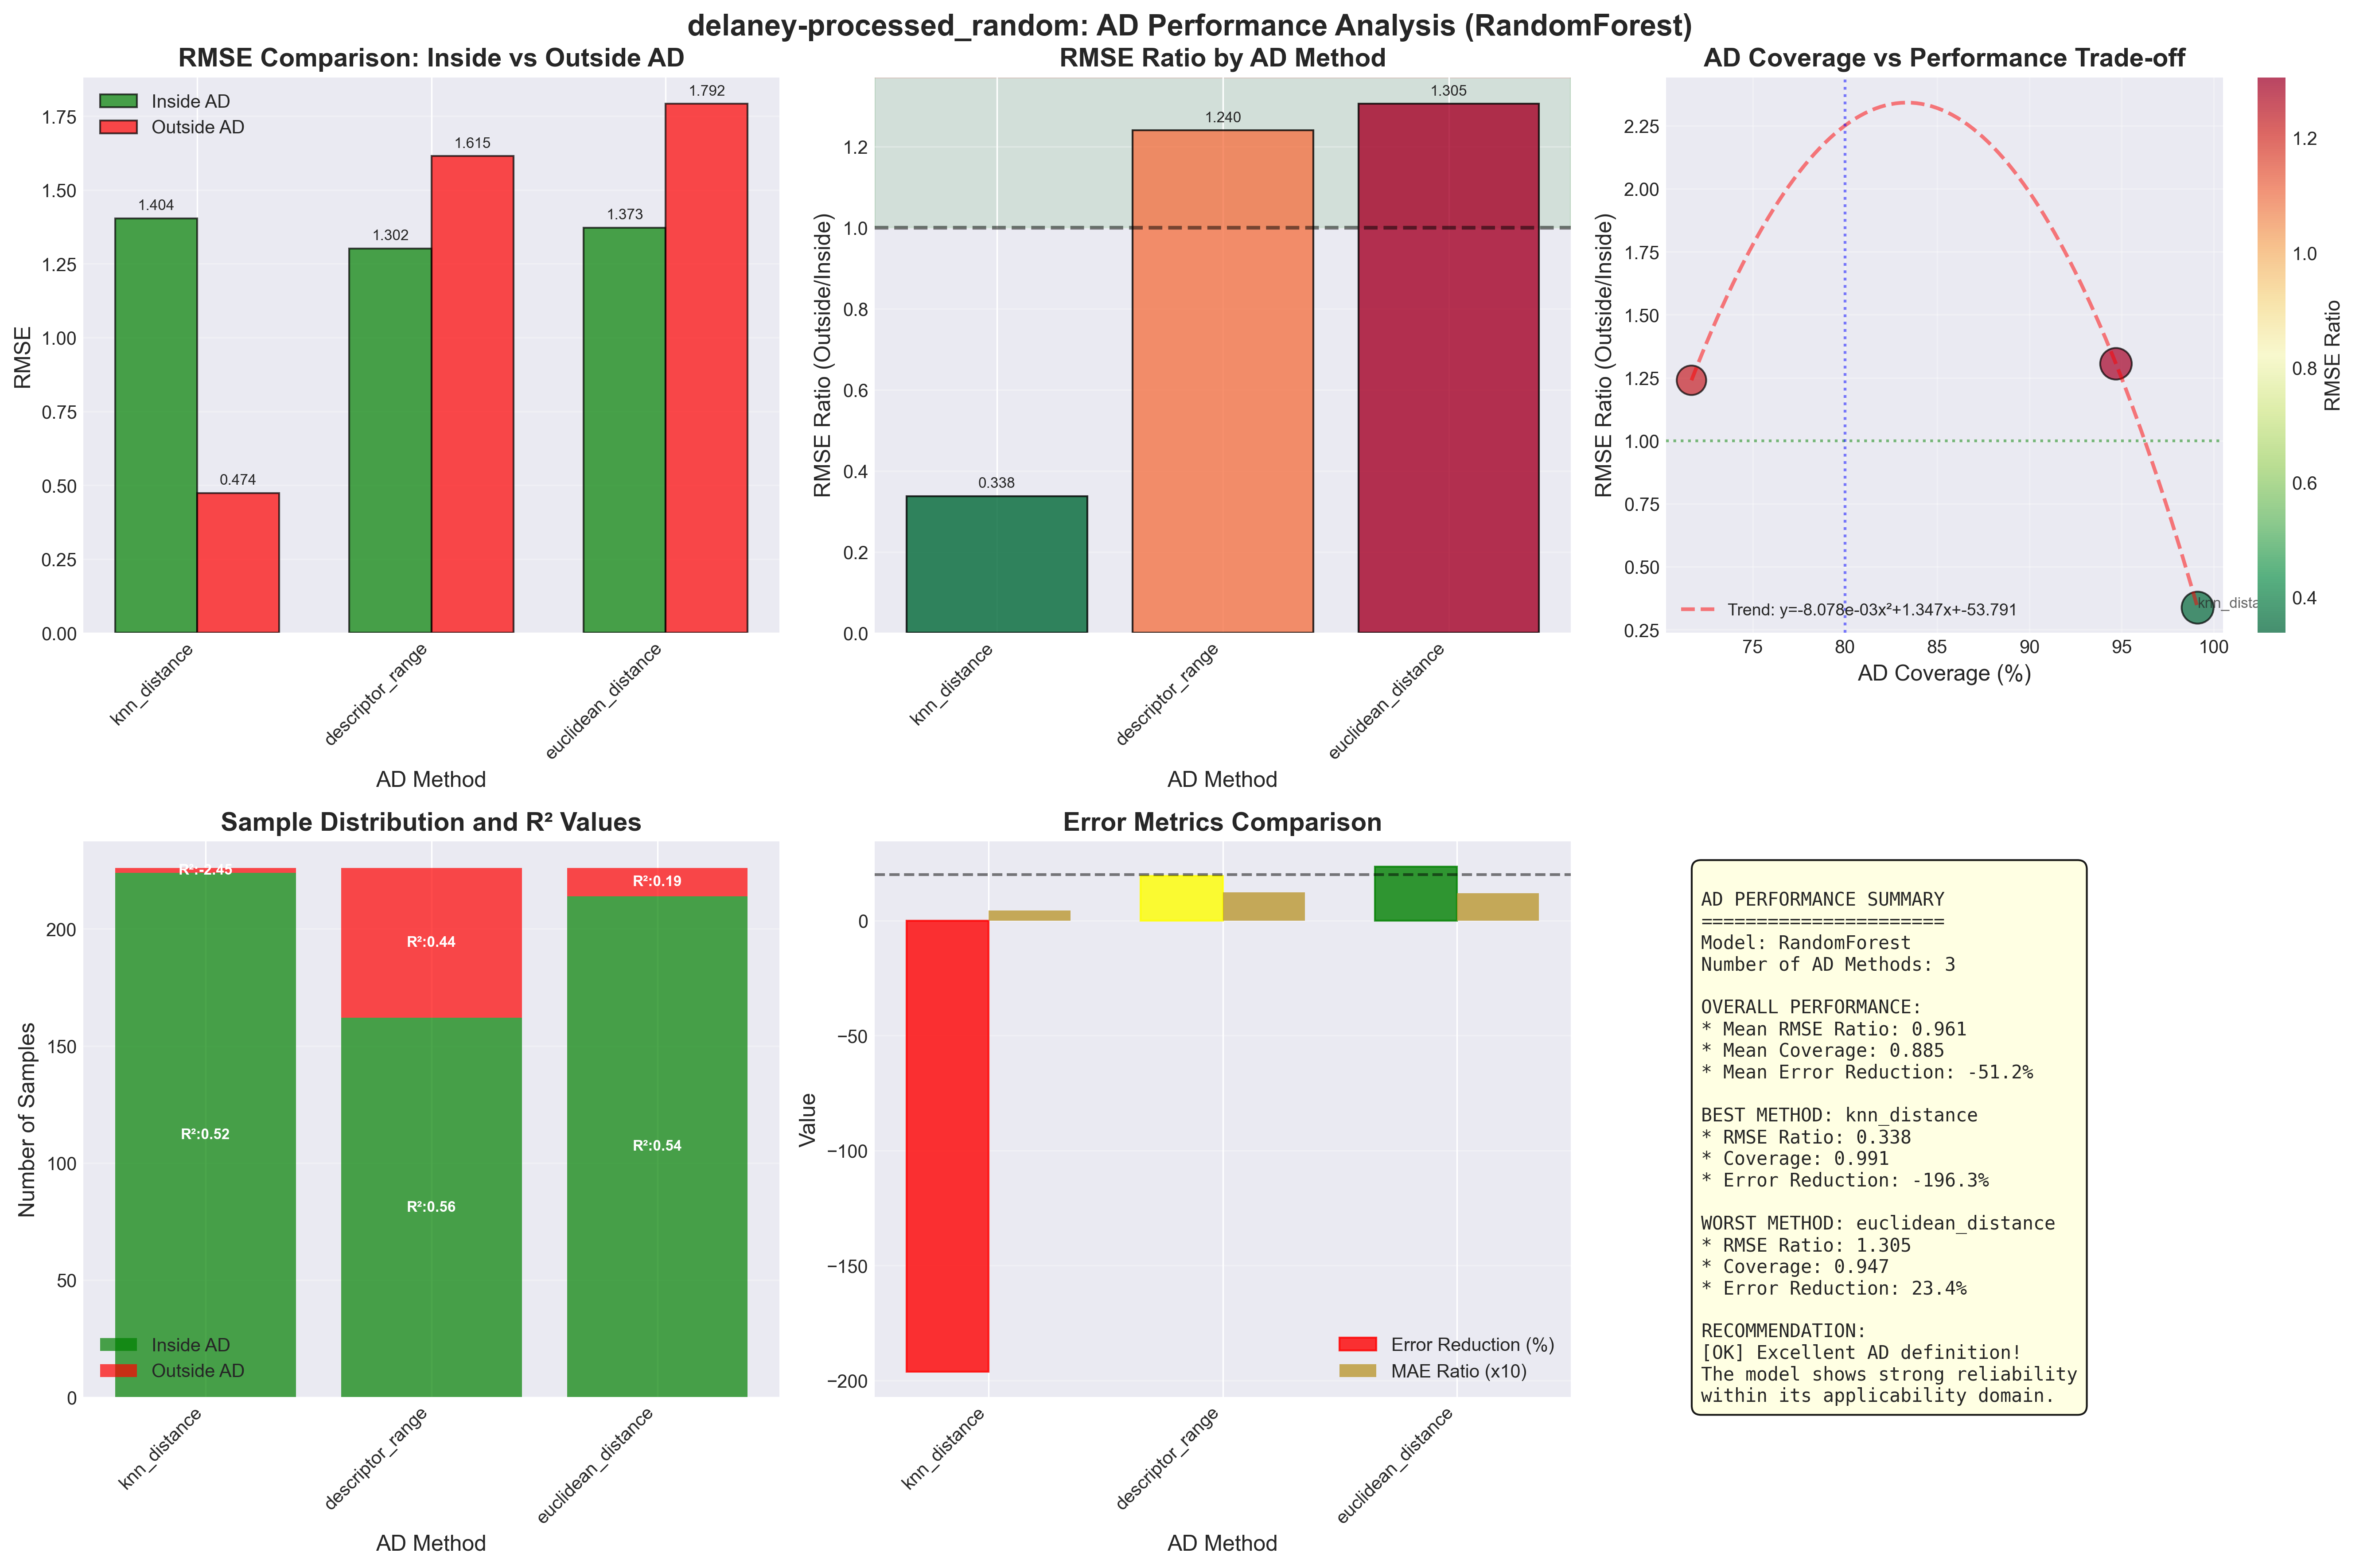 delaney-processed_random: AD Performance Analysis (RandomForest)
RMSE Comparison: Inside vs Outside AD
Inside AD
Outside AD
RMSE
1.75
1.50
1.25
1.00
0.75
0.50
0.25
0.00
1.404
0.474
1.302
1.615
1.373
1.792
knn_distance
descriptor_range
euclidean_distance
AD Method
RMSE Ratio by AD Method
RMSE Ratio (Outside/Inside)
1.2
1.0
0.8
0.6
0.4
0.2
0.0
0.338
1.240
1.305
knn_distance
descriptor_range
euclidean_distance
AD Method
AD Coverage vs Performance Trade-off
RMSE Ratio (Outside/Inside)
2.25
2.00
1.75
1.50
1.25
1.00
0.75
0.50
0.25
Trend: y=-8.078e-03x²+1.347x+-53.791
75
80
85
90
95
100
AD Coverage (%)
1.2
1.0
0.8
0.6
0.4
RMSE Ratio
Sample Distribution and R² Values
Number of Samples
200
150
100
50
0
R²:-2.45
R²:0.52
R²:0.44
R²:0.56
R²:0.19
R²:0.54
Inside AD
Outside AD
knn_distance
descriptor_range
euclidean_distance
AD Method
Error Metrics Comparison
Value
0
−50
−100
−150
−200
Error Reduction (%)
MAE Ratio (x10)
knn_distance
descriptor_range
euclidean_distance
AD Method
AD PERFORMANCE SUMMARY
======================
Model: RandomForest
Number of AD Methods: 3
OVERALL PERFORMANCE:
* Mean RMSE Ratio: 0.961
* Mean Coverage: 0.885
* Mean Error Reduction: -51.2%
BEST METHOD: knn_distance
* RMSE Ratio: 0.338
* Coverage: 0.991
* Error Reduction: -196.3%
WORST METHOD: euclidean_distance
* RMSE Ratio: 1.305
* Coverage: 0.947
* Error Reduction: 23.4%
RECOMMENDATION:
[OK] Excellent AD definition!
The model shows strong reliability
within its applicability domain.